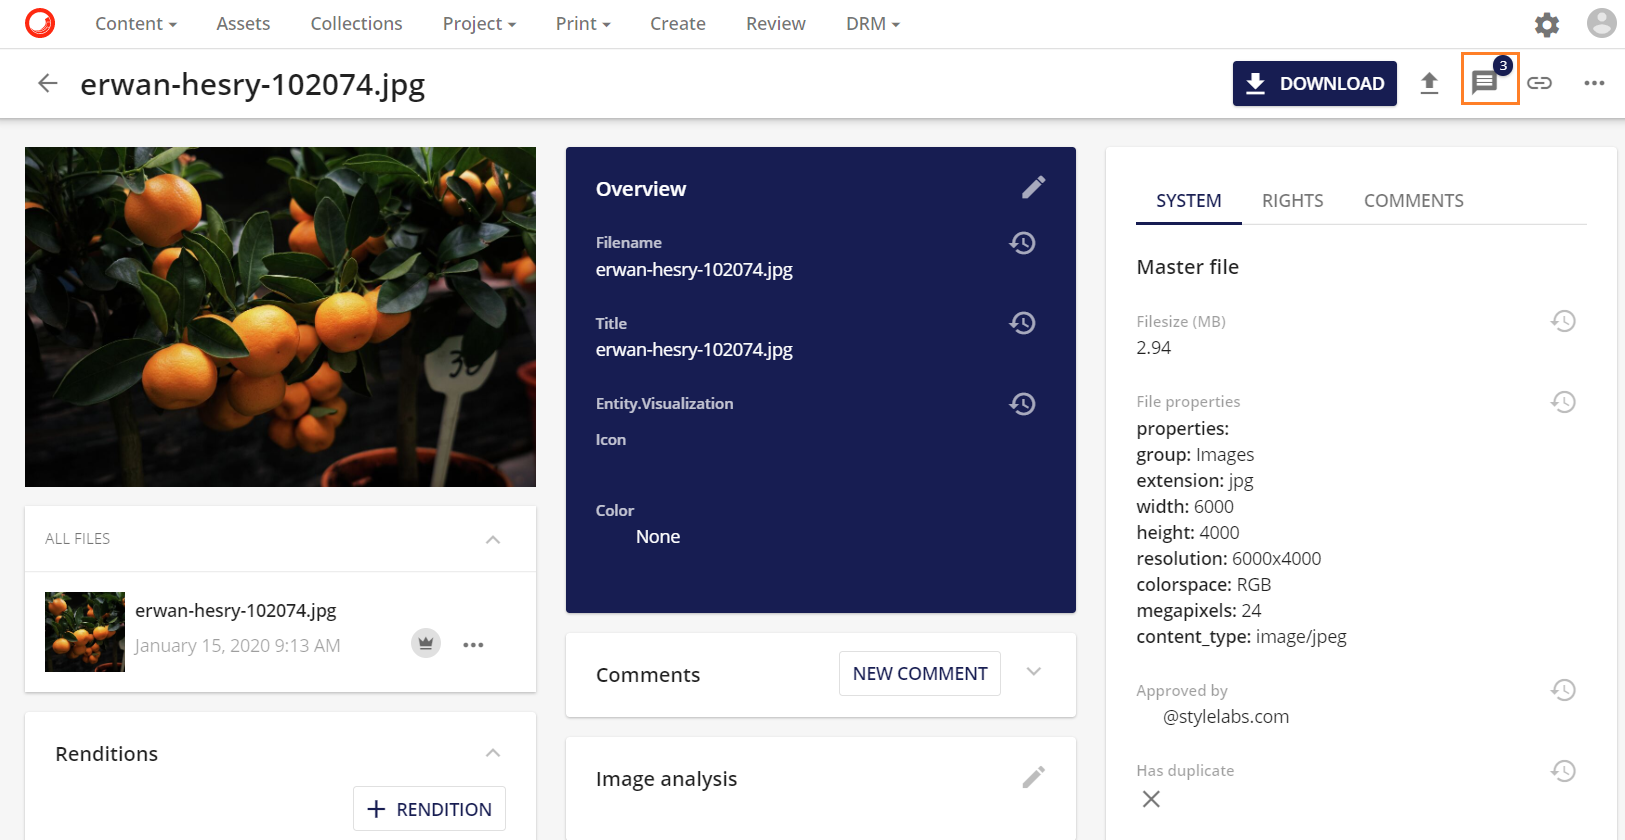 Content
Assets
Collections
Project
Print
Create
Review
DRM
erwan-hesry-102074.jpg
DOWNLOAD
3
ALL FILES
erwan-hesry-102074.jpg
January 15, 2020 9:13 AM
Renditions
RENDITION
Overview
Filename
erwan-hesry-102074.jpg
Title
erwan-hesry-102074.jpg
Entity.Visualization
Icon
Color
None
Comments
NEW COMMENT
Image analysis
SYSTEM
RIGHTS
COMMENTS
Master file
Filesize (MB)
2.94
File properties
properties:
group: Images
extension: jpg
width: 6000
height: 4000
resolution: 6000x4000
colorspace: RGB
megapixels: 24
content_type: image/jpeg
Approved by
@stylelabs.com
Has duplicate